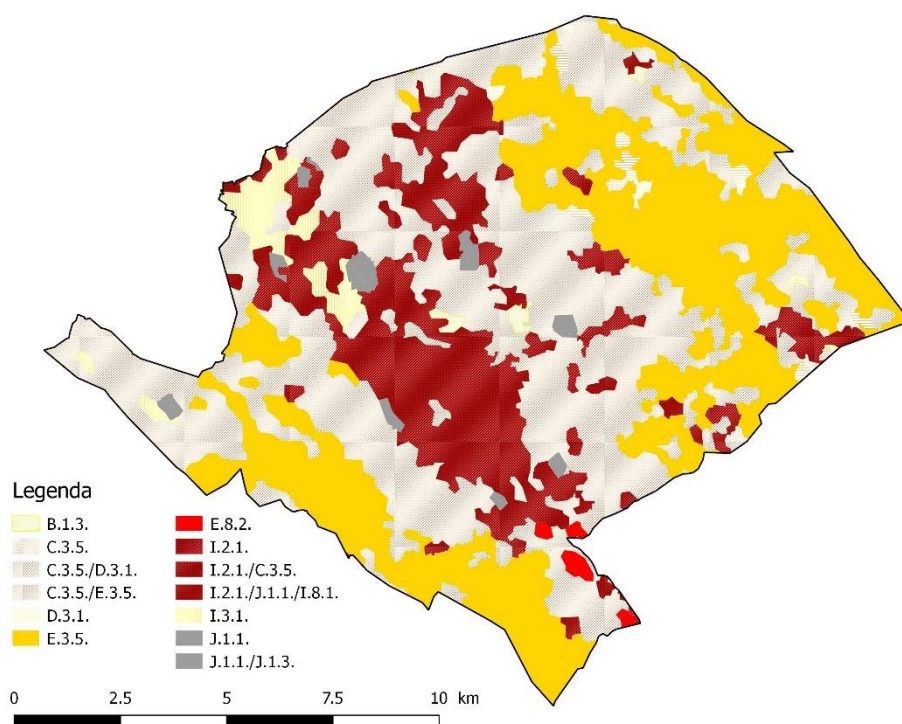 Legenda
B.1.3.
C.3.5.
C.3.5./D.3.1.
C.3.5./E.3.5.
D.3.1.
E.3.5.
E.8.2.
I.2.1.
I.2.1./C.3.5.
I.2.1./J.1.1./I.8.1.
I.3.1.
J.1.1.
J.1.1./J.1.3.
0 2.5 5 7.5 10 km